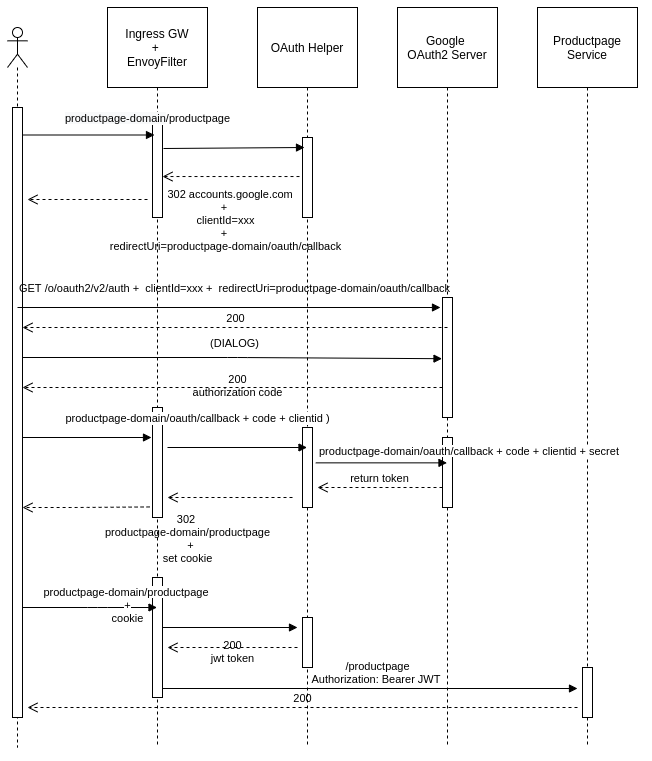 Ingress GW
+
EnvoyFilter
OAuth Helper
Google
OAuth2 Server
Productpage
Service
productpage-domain/productpage
302 accounts.google.com
+
clientId=xxx
+
redirectUri=productpage-domain/oauth/callback
GET /o/oauth2/v2/auth + clientId=xxx + redirectUri=productpage-domain/oauth/callback
200
(DIALOG)
200
authorization code
productpage-domain/oauth/callback + code + clientid )
productpage-domain/oauth/callback + code + clientid + secret
return token
302
productpage-domain/productpage
+
set cookie
productpage-domain/productpage
+
cookie
200
jwt token
/productpage
Authorization: Bearer JWT
200